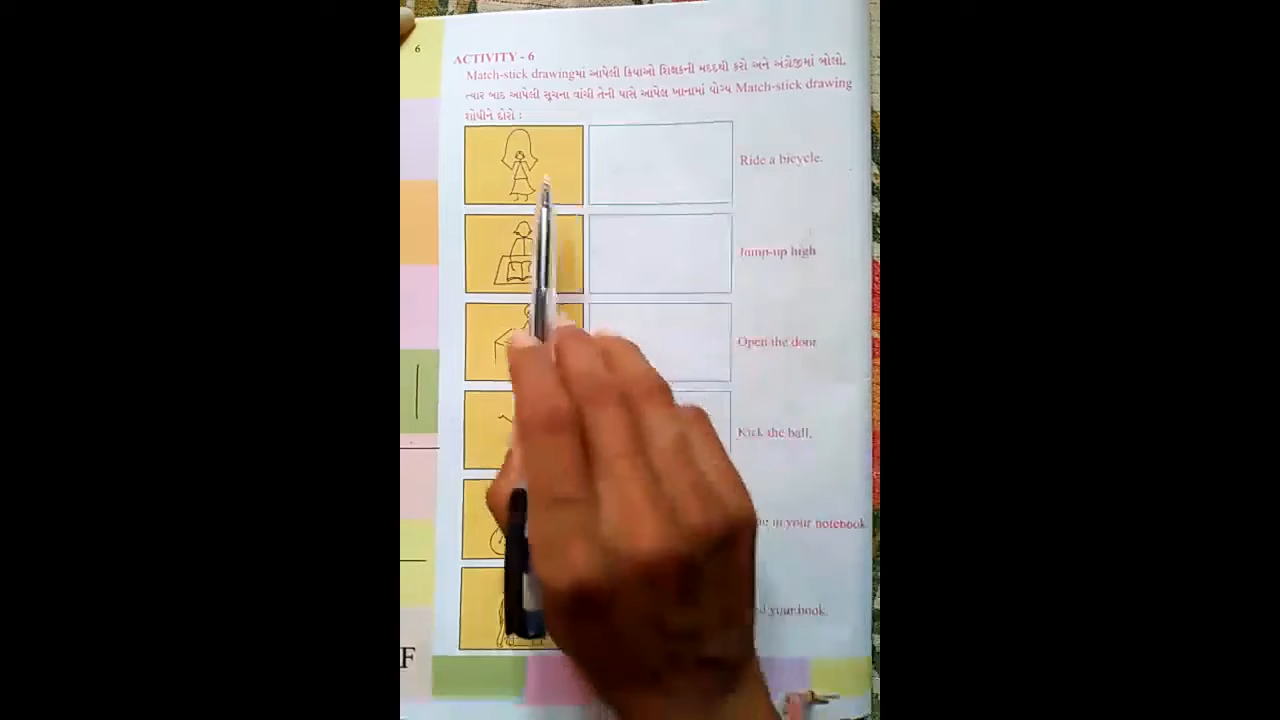 6
ACTIVITY - 6
Match-stick drawingમાં આપેલી ક્રિયાઓ શિક્ષકની મદદથી કરો અને અંગ્રેજીમાં બોલો.
ત્યાર બાદ આપેલી સૂચના વાંચી તેની પાસે આપેલ ખાનામાં યોગ્ય Match-stick drawing
શોધીને દોરો :
Ride a bicycle.
Jump-up high
Open the door
Kick the ball.
in your notebook
your book.
F